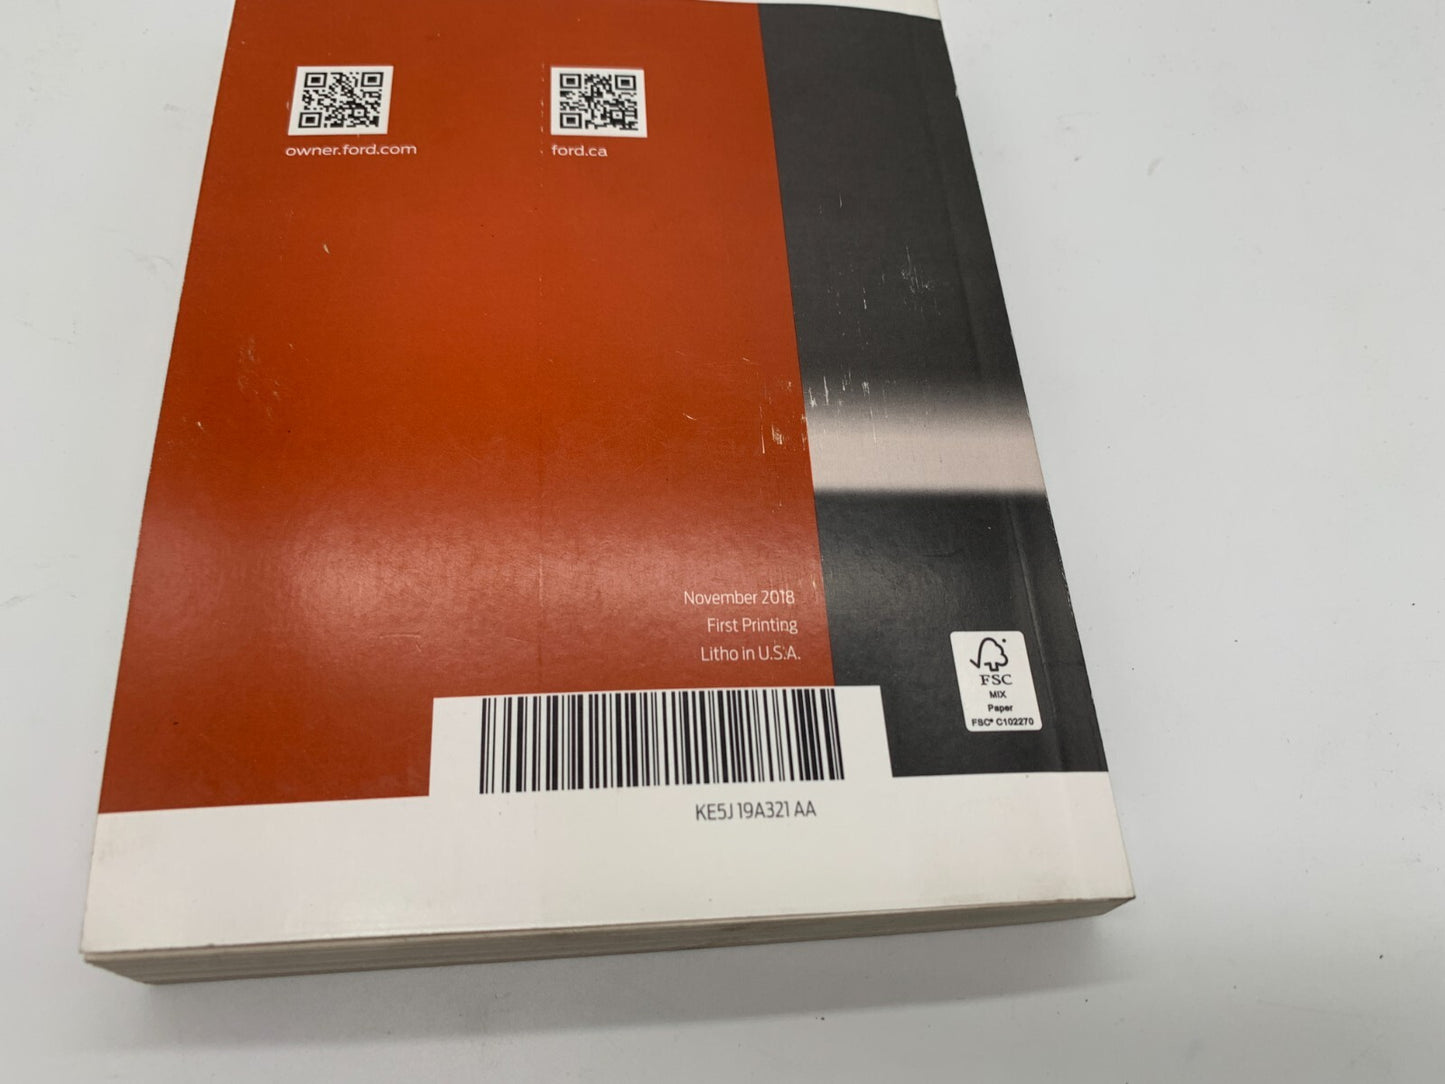 owner.ford.com
ford.ca
November 2018
First Printing
Litho in U.S.A.
FSC
MIX
Paper
FSC® C102270
KE5J 19A321 AA